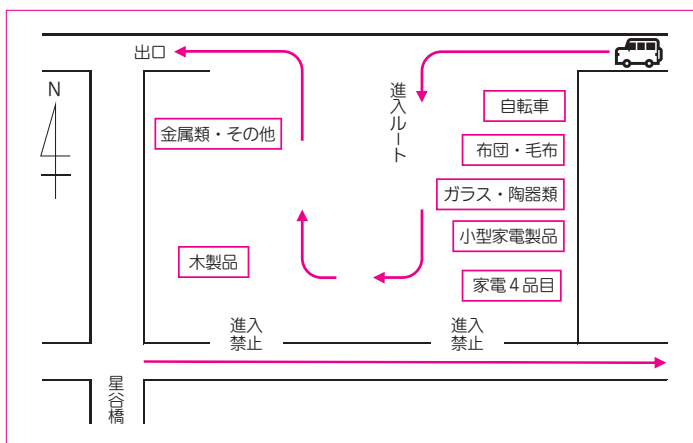 出口
N
進入ルート
自転車
金属類・その他
布団・毛布
ガラス・陶器類
小型家電製品
木製品
家電4品目
進入
禁止
進入
禁止
星谷橋